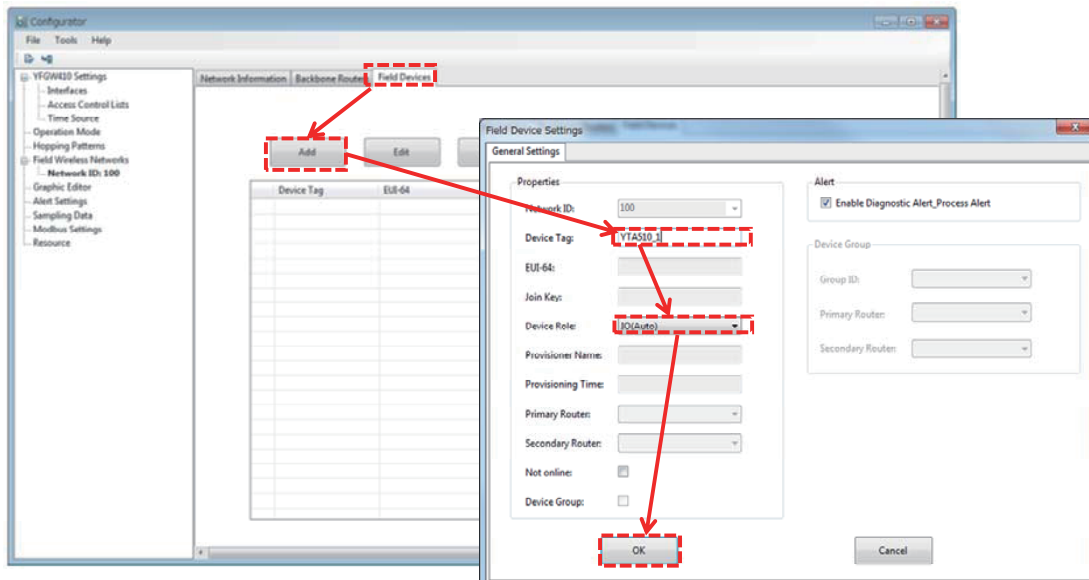 Configurator
File Tools Help
YFGW410 Settings
Interfaces
Access Control Lists
Time Source
Operation Mode
Hopping Patterns
Field Wireless Networks
Network ID: 100
Graphic Editor
Alert Settings
Sampling Data
Modbus Settings
Resource
Network Information Backbone Router Field Devices
Add Edit
Device Tag EUI-64
Field Device Settings
General Settings
Properties
Network ID: 100
Device Tag: YTA510_1
EUI-64:
Join Key:
Device Role: IO(Auto)
Provisioner Name:
Provisioning Time:
Primary Router:
Secondary Router:
Not online:
Device Group:
Alert
Enable Diagnostic Alert_Process Alert
Device Group
Group ID:
Primary Router:
Secondary Router:
OK Cancel